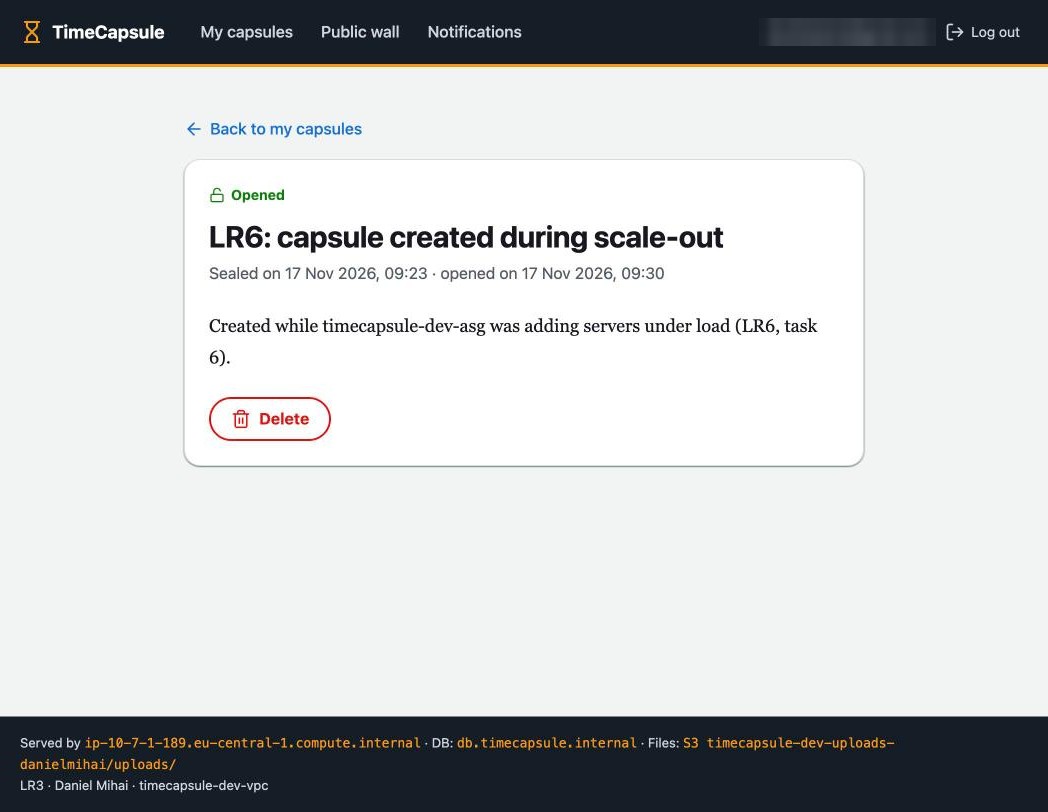 TimeCapsule
My capsules
Public wall
Notifications
Log out
Back to my capsules
Opened
LR6: capsule created during scale-out
Sealed on 17 Nov 2026, 09:23 · opened on 17 Nov 2026, 09:30
Created while timecapsule-dev-asg was adding servers under load (LR6, task
6).
Delete
Served by ip-10-7-1-189.eu-central-1.compute.internal · DB: db.timecapsule.internal · Files: S3 timecapsule-dev-uploads-
danielmihai/uploads/
LR3 · Daniel Mihai · timecapsule-dev-vpc